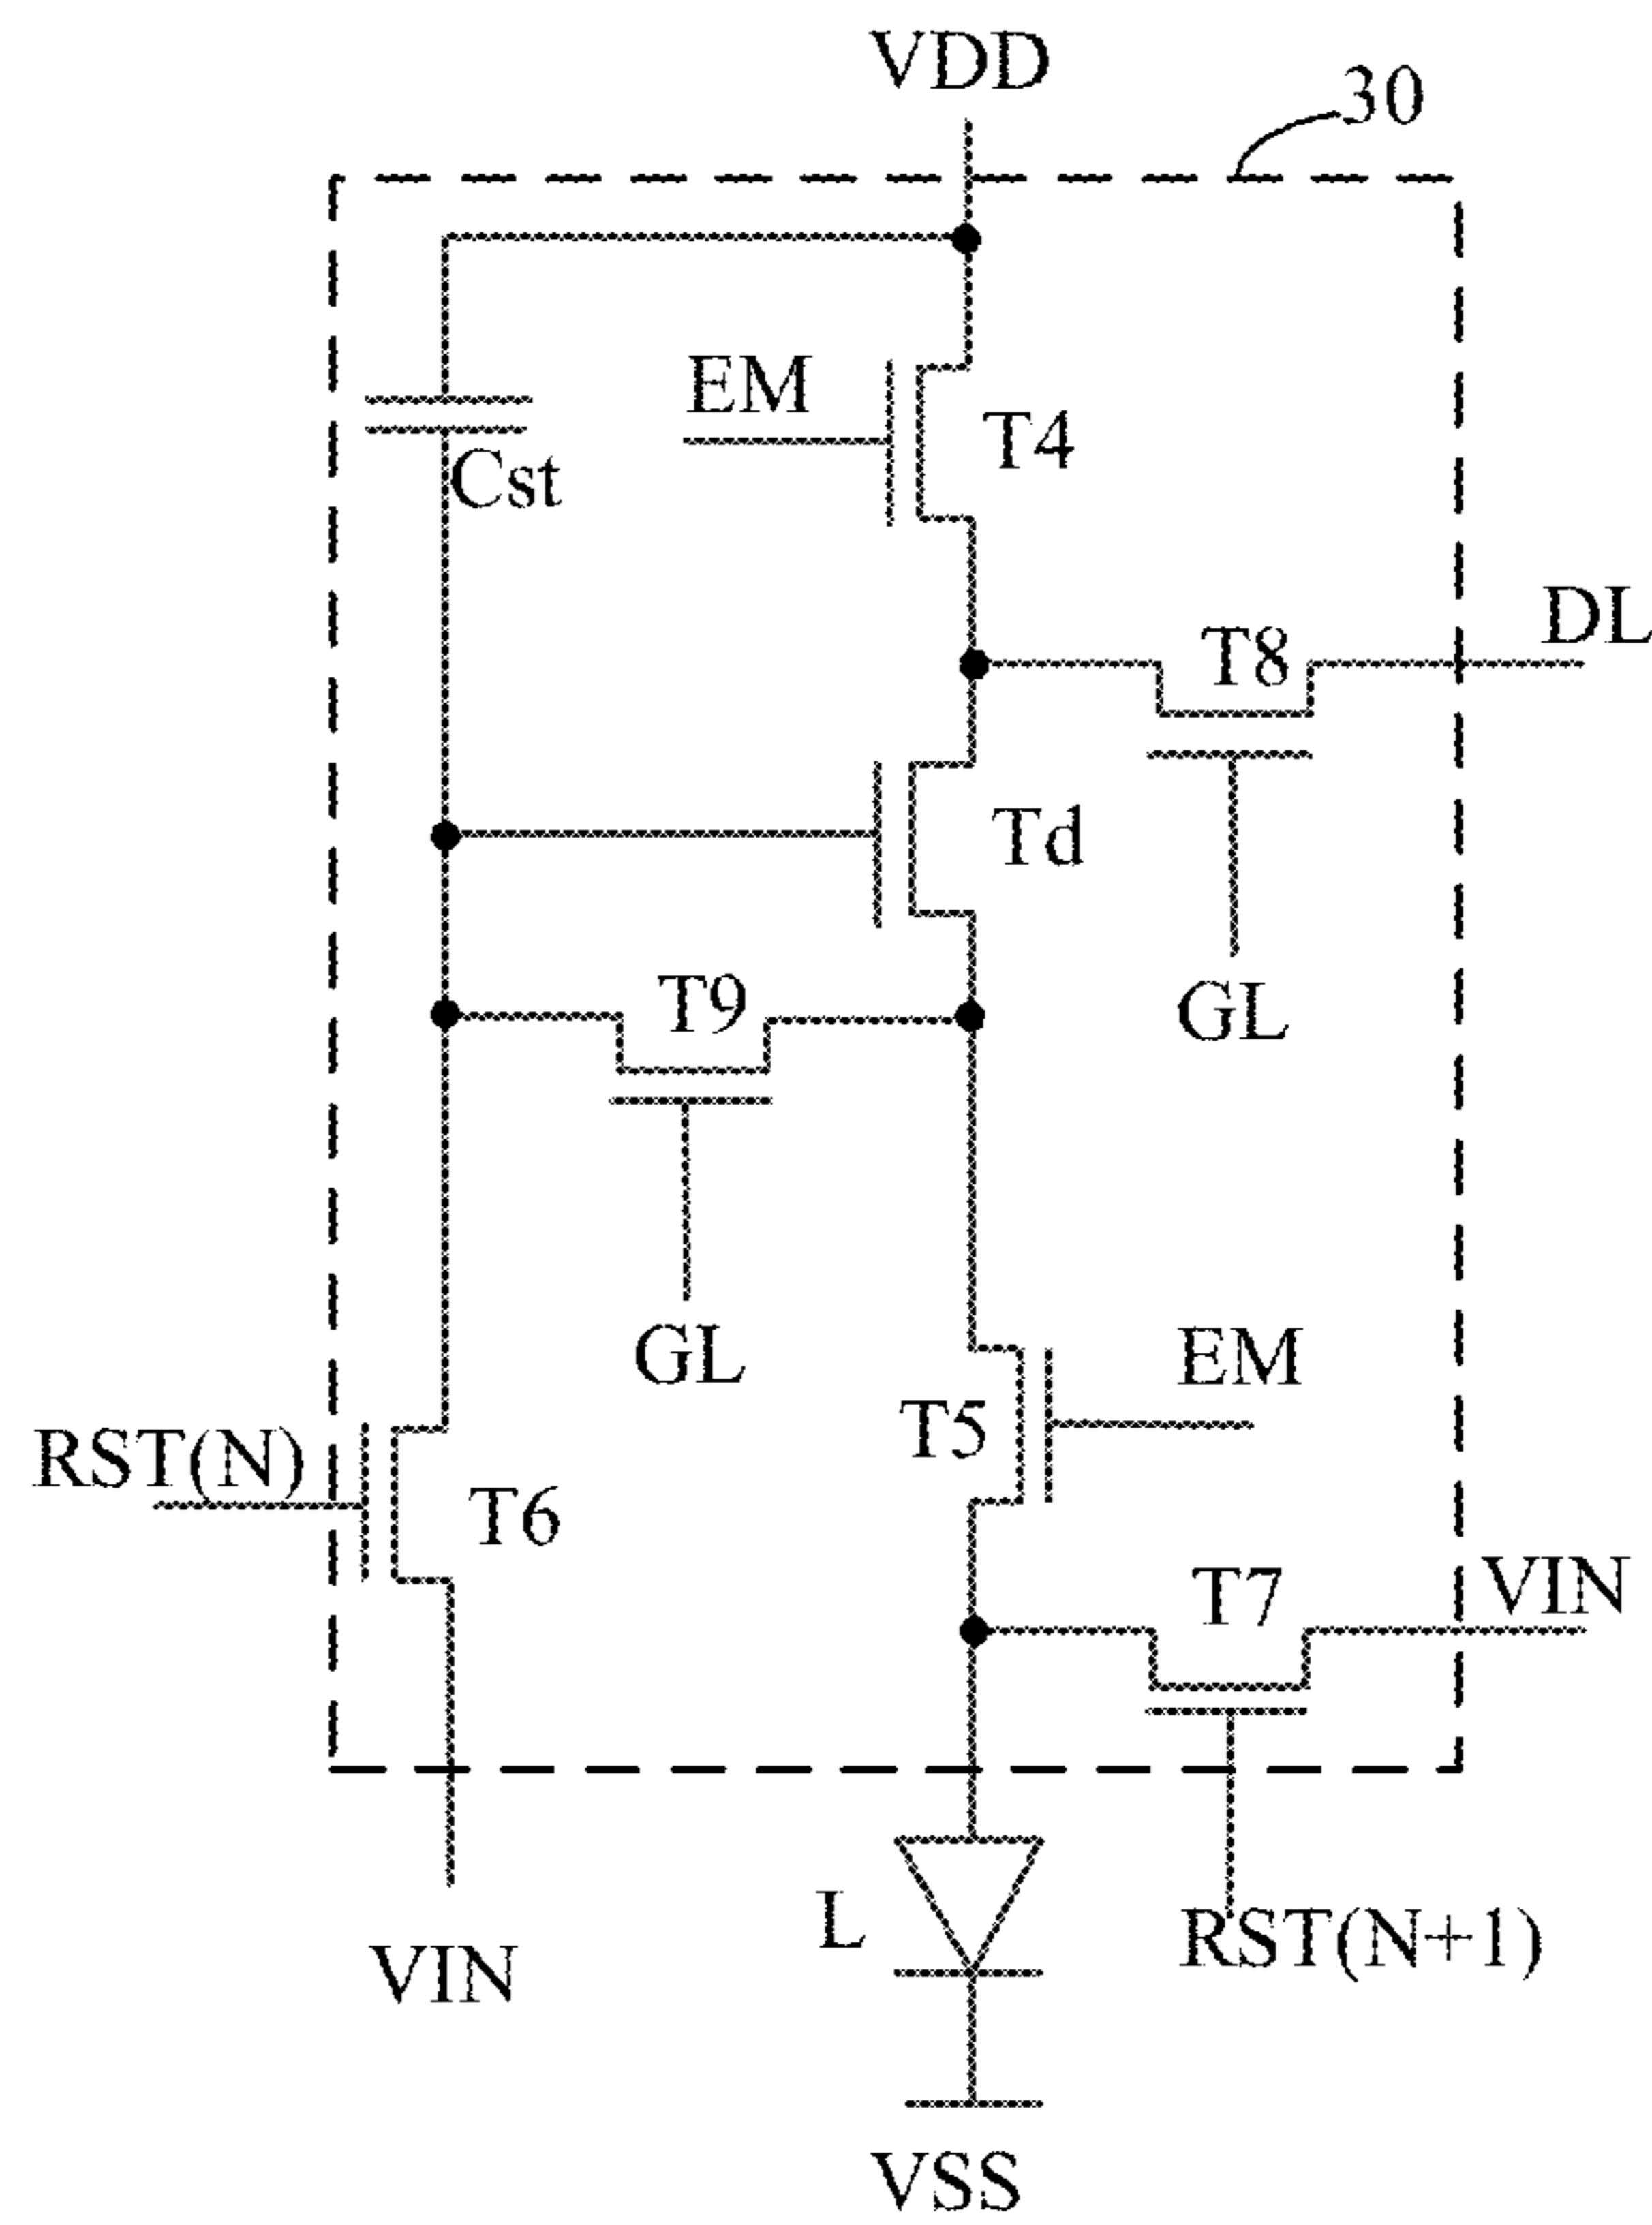 VDD
30
EM
T4
Cst
DL
T8
Td
T9
GL
GL
EM
T5
RST(N)
T6
VIN
T7
L
RST(N+1)
VIN
VSS